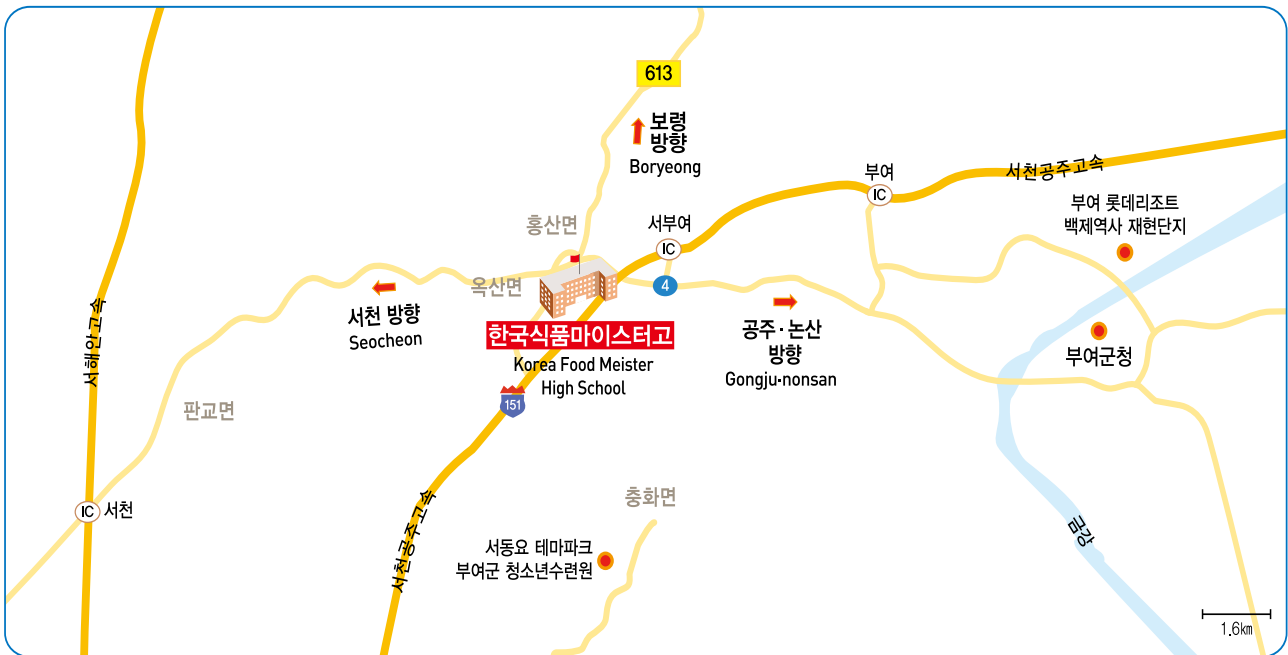 613
보령
방향
Boryeong
서천공주고속
부여
IC
부여 롯데리조트
백제역사 재현단지
홍산면
서부여
IC
옥산면
4
서천 방향
Seocheon
한국식품마이스터고
Korea Food Meister
High School
공주·논산
방향
Gongju-nonsan
부여군청
서해안고속
151
판교면
IC 서천
충화면
서천공주고속
서동요 테마파크
부여군 청소년수련원
금강
1.6㎞